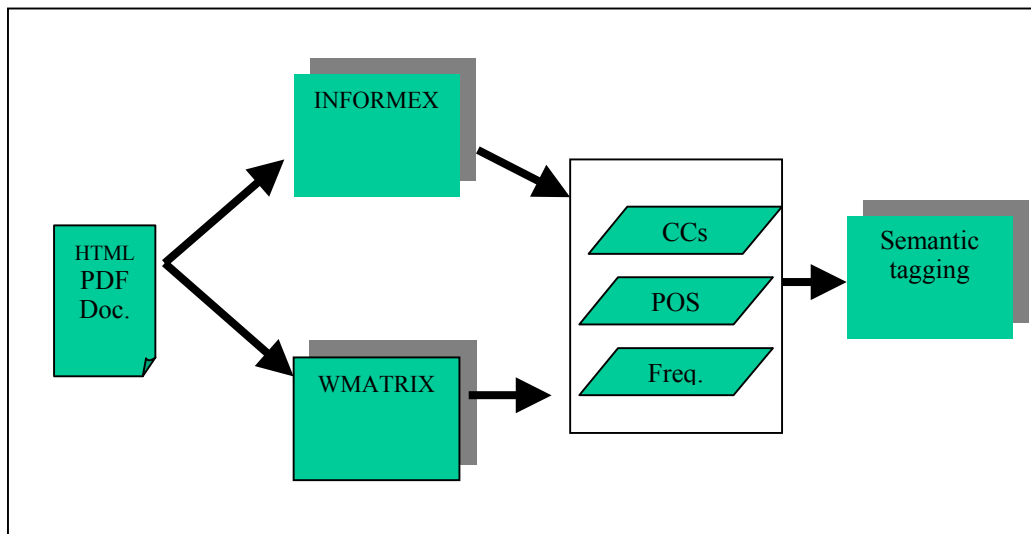 INFORMEX
HTML
PDF
Doc.
WMATRIX
CCs
POS
Freq.
Semantic
tagging